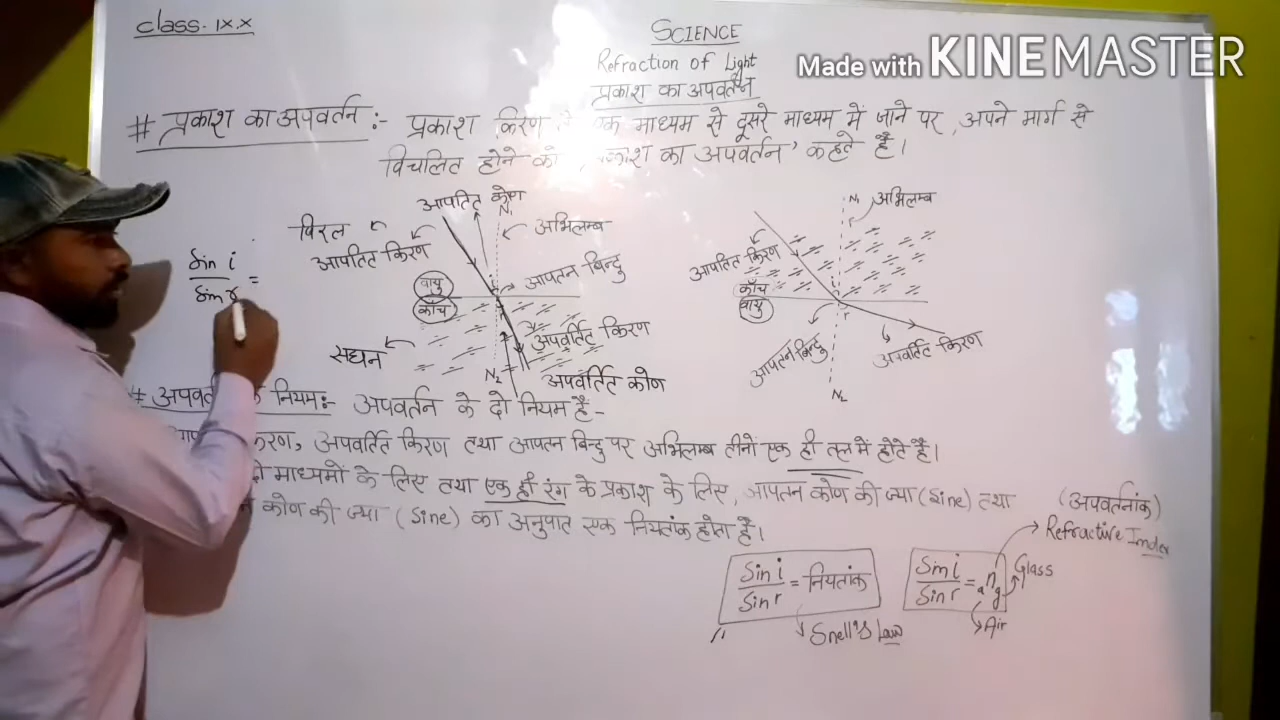 Class-IX.X
SCIENCE
Refraction of Light
प्रकाश का अपवर्तन
Made with KINEMASTER
# प्रकाश का अपवर्तन :- प्रकाश किरण एक माध्यम से दूसरे माध्यम में जाने पर, अपने मार्ग से
विचलित होने को का अपवर्तन' कहते हैं।
आपतित कोण
N₁
विरल
अभिलम्ब
आपतित किरण
आपतन बिन्दु
वायु
काँच
अपवर्तित किरण
सघन
N₂
अपवर्तित कोण
N₁
अभिलम्ब
आपतित किरण
काँच
वायु
r
आपतन बिन्दु
अपवर्तित किरण
N₂
Sin i
Sin r
=
# नियम:- अपवर्तन के दो नियम हैं-
किरण, अपवर्तित किरण तथा आपतन बिन्दु पर अभिलम्ब तीनो एक ही तल में होते हैं।
माध्यमों के लिए तथा एक ही रंग के प्रकाश के लिए, आपतन कोण की ज्या (Sine) तथा
कोण की ज्या (Sine) का अनुपात एक नियतांक होता है।
(अपवर्तनांक)
Refractive Index
Sin i
Sin r
= नियतांक
Snell's Law
Sin i
Sin r
= ₐng
Glass
Air